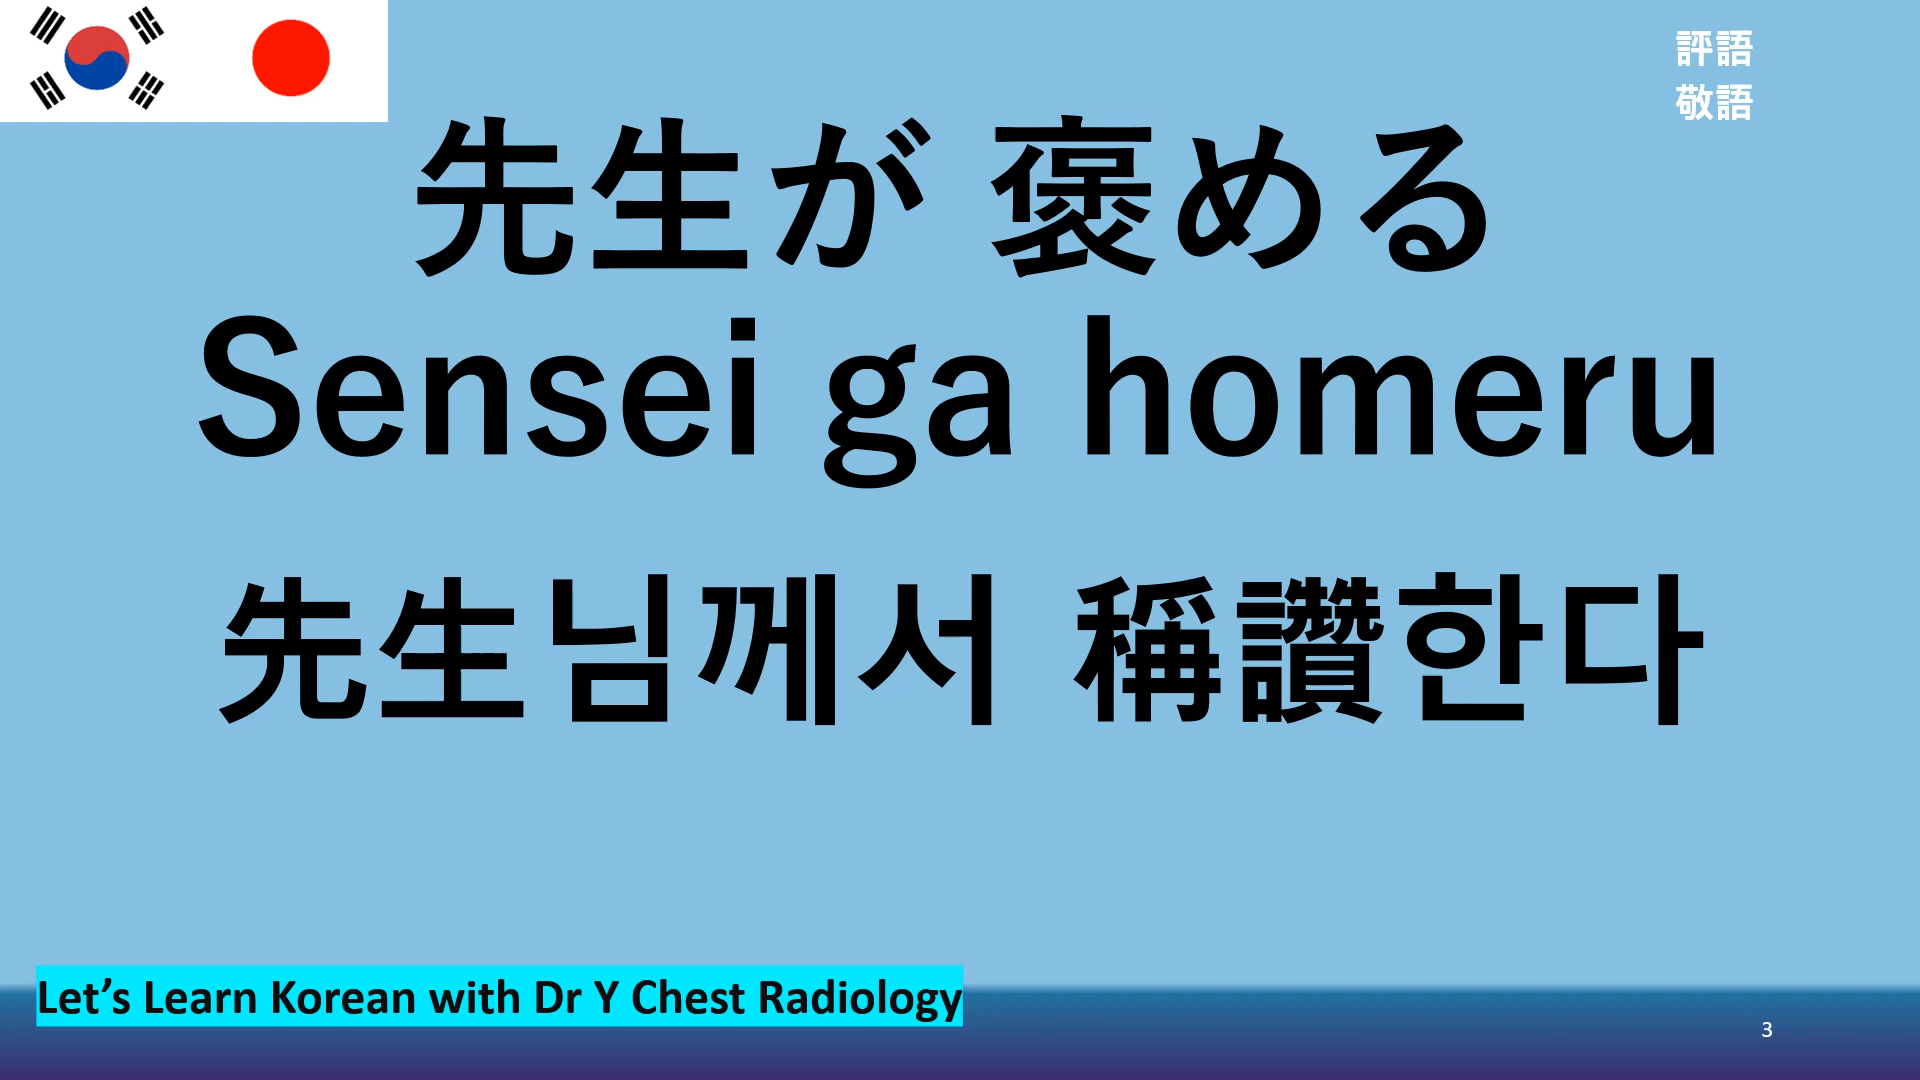 評語
敬語
先生が 褒める
Sensei ga homeru
先生님께서 稱讚한다
Let’s Learn Korean with Dr Y Chest Radiology
3